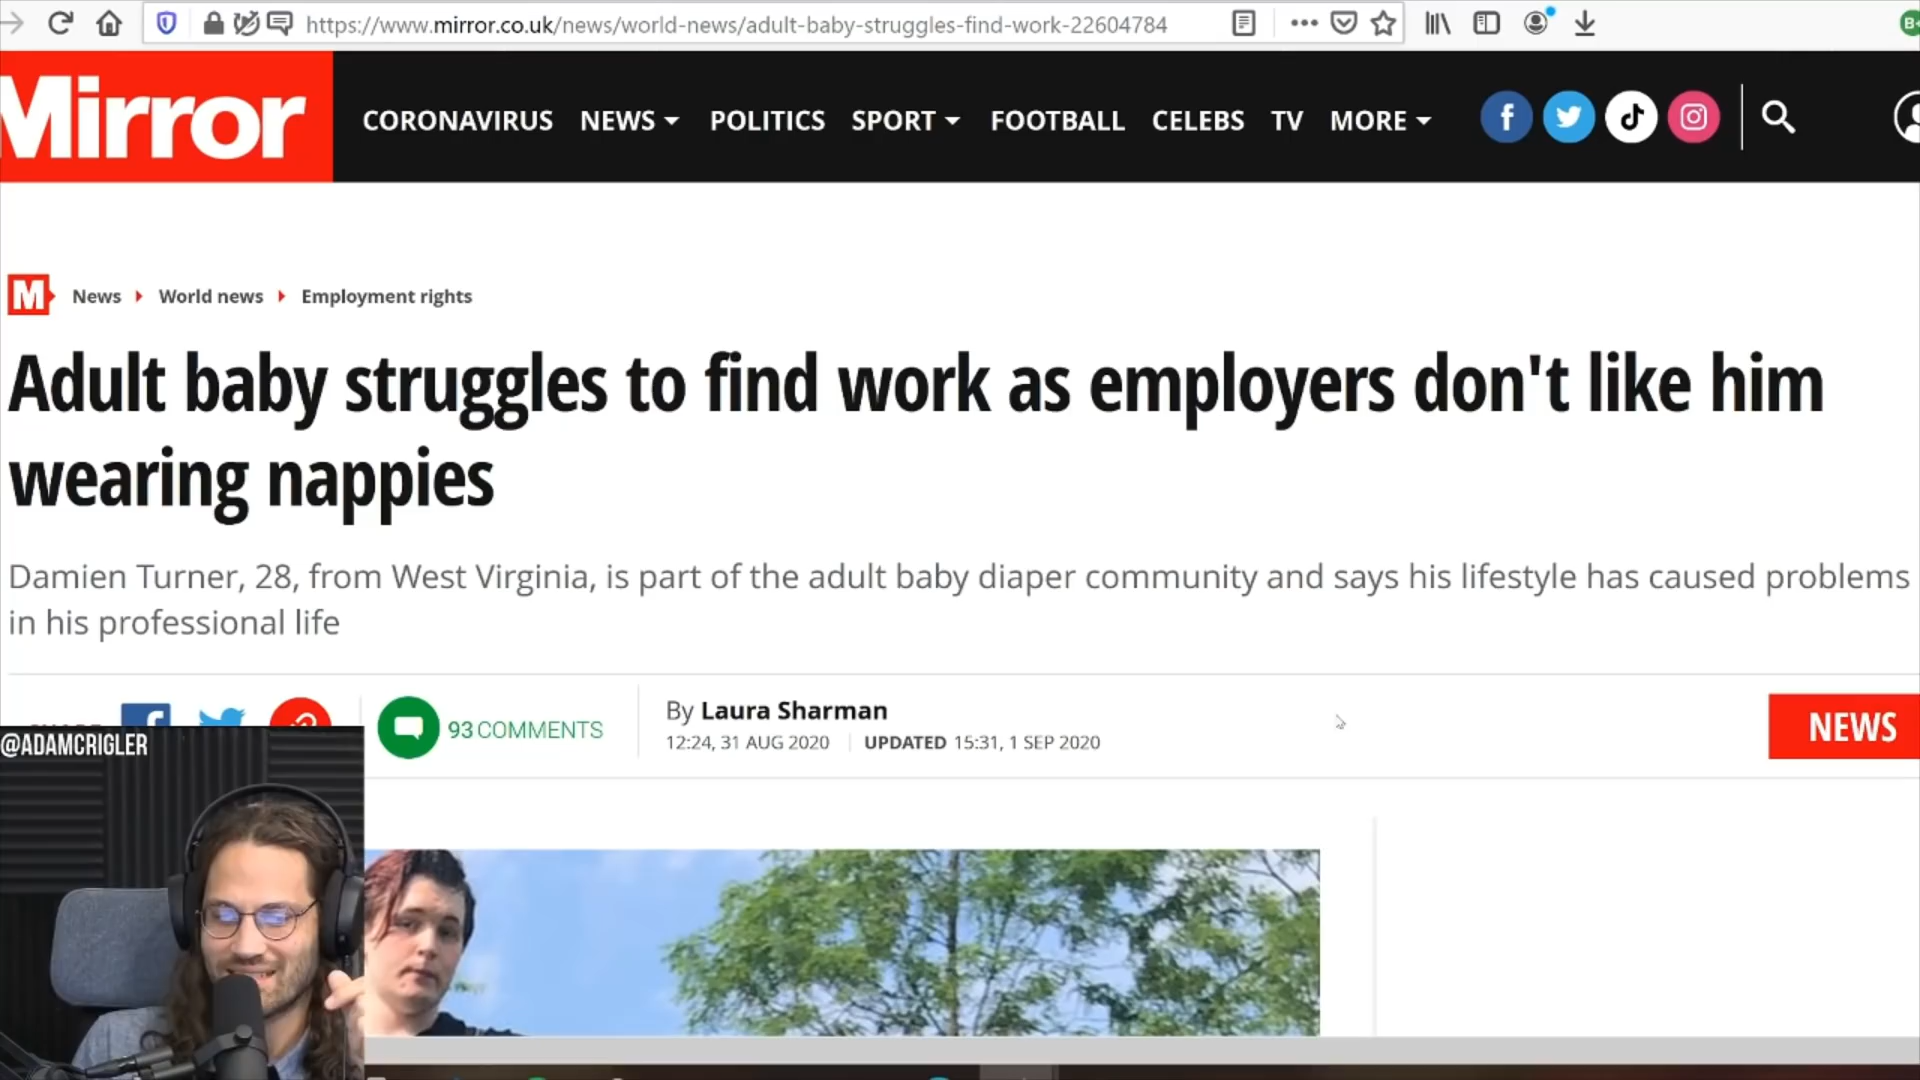 https://www.mirror.co.uk/news/world-news/adult-baby-struggles-find-work-22604784
Mirror
CORONAVIRUS NEWS POLITICS SPORT FOOTBALL CELEBS TV MORE
M News World news Employment rights
Adult baby struggles to find work as employers don't like him
wearing nappies
Damien Turner, 28, from West Virginia, is part of the adult baby diaper community and says his lifestyle has caused problems
in his professional life
93 COMMENTS
By Laura Sharman
12:24, 31 AUG 2020 UPDATED 15:31, 1 SEP 2020
NEWS
@ADAMCRIGLER